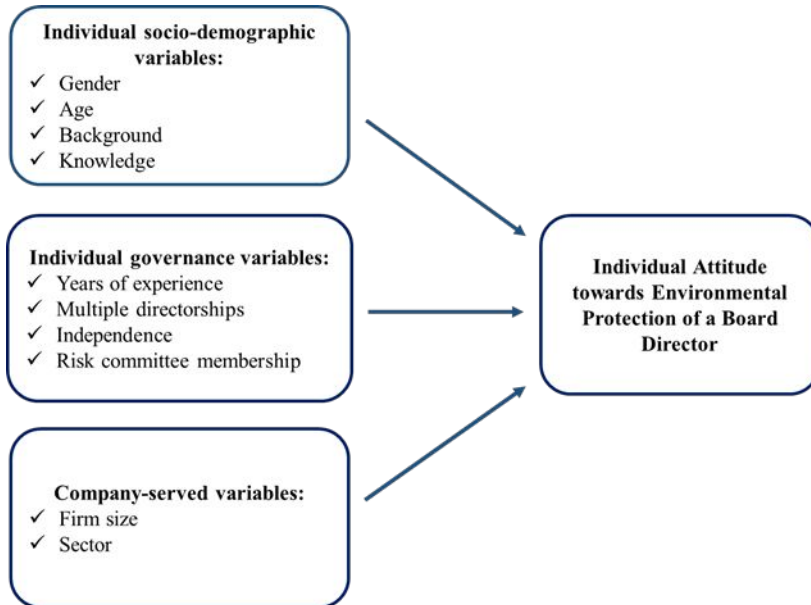 Individual socio-demographic
variables:
✓ Gender
✓ Age
✓ Background
✓ Knowledge
Individual governance variables:
✓ Years of experience
✓ Multiple directorships
✓ Independence
✓ Risk committee membership
Company-served variables:
✓ Firm size
✓ Sector
Individual Attitude
towards Environmental
Protection of a Board
Director